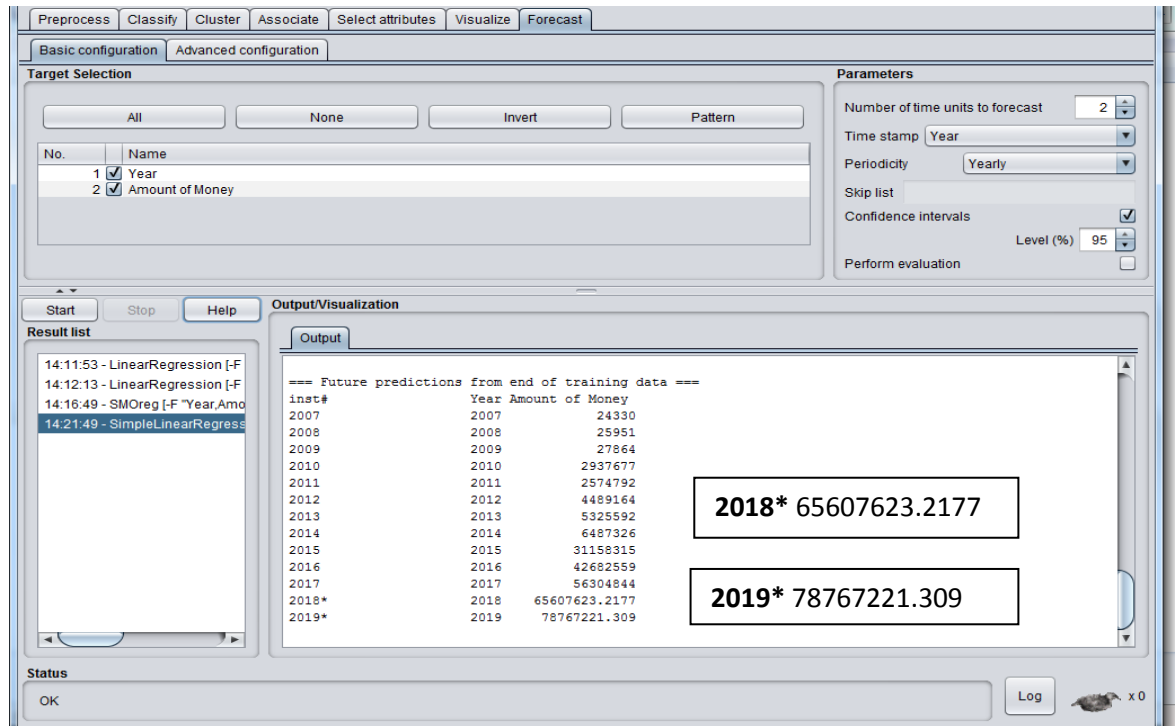 Preprocess Classify Cluster Associate Select attributes Visualize Forecast
Basic configuration Advanced configuration
Target Selection
All None Invert Pattern
No. Name
1 Year
2 Amount of Money
Parameters
Number of time units to forecast 2
Time stamp Year
Periodicity Yearly
Skip list
Confidence intervals
Level (%) 95
Perform evaluation
Start Stop Help
Result list
14:11:53 - LinearRegression [-F
14:12:13 - LinearRegression [-F
14:16:49 - SMOreg [-F "Year,Amo
14:21:49 - SimpleLinearRegress
Output/Visualization
Output
=== Future predictions from end of training data ===
inst# Year Amount of Money
2007 2007 24330
2008 2008 25951
2009 2009 27864
2010 2010 2937677
2011 2011 2574792
2012 2012 4489164
2013 2013 5325592
2014 2014 6487326
2015 2015 31158315
2016 2016 42682559
2017 2017 56304844
2018* 2018 65607623.2177
2019* 2019 78767221.309
2018* 65607623.2177
2019* 78767221.309
Status
OK
Log
x 0